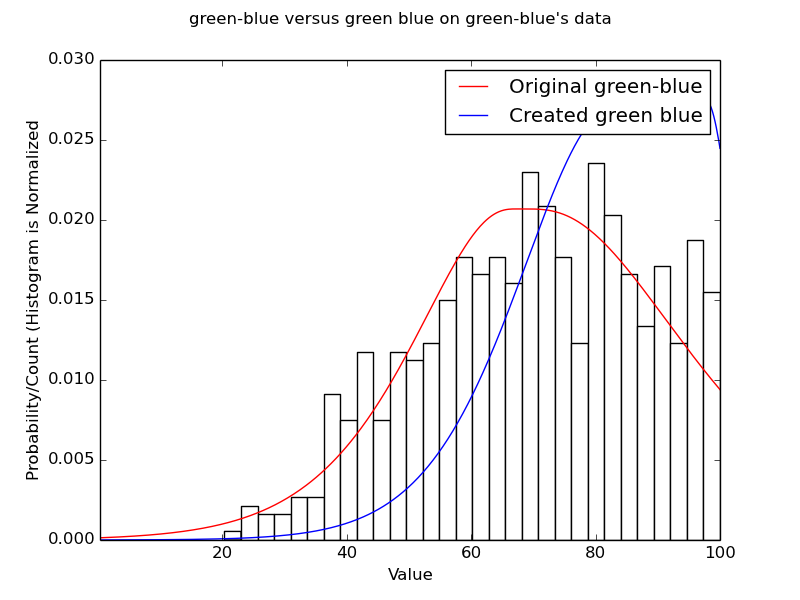 green-blue versus green blue on green-blue's data
0.030
0.025
0.020
0.015
0.010
0.005
0.000
Probability/Count (Histogram is Normalized
Original green-blue
Created green blue
20 40 60 80 100
Value